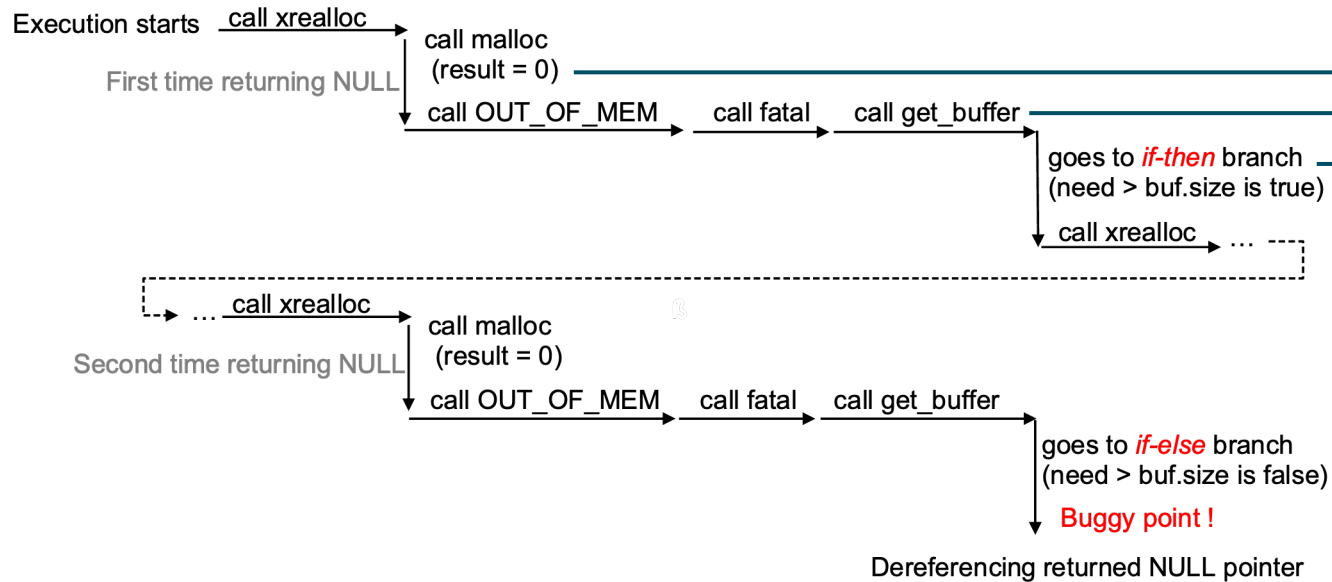 Execution starts
call xrealloc
call malloc
(result = 0)
First time returning NULL
call OUT_OF_MEM
call fatal
call get_buffer
goes to if-then branch
(need > buf.size is true)
call xrealloc
...
...
call xrealloc
call malloc
(result = 0)
Second time returning NULL
call OUT_OF_MEM
call fatal
call get_buffer
goes to if-else branch
(need > buf.size is false)
Buggy point !
Dereferencing returned NULL pointer